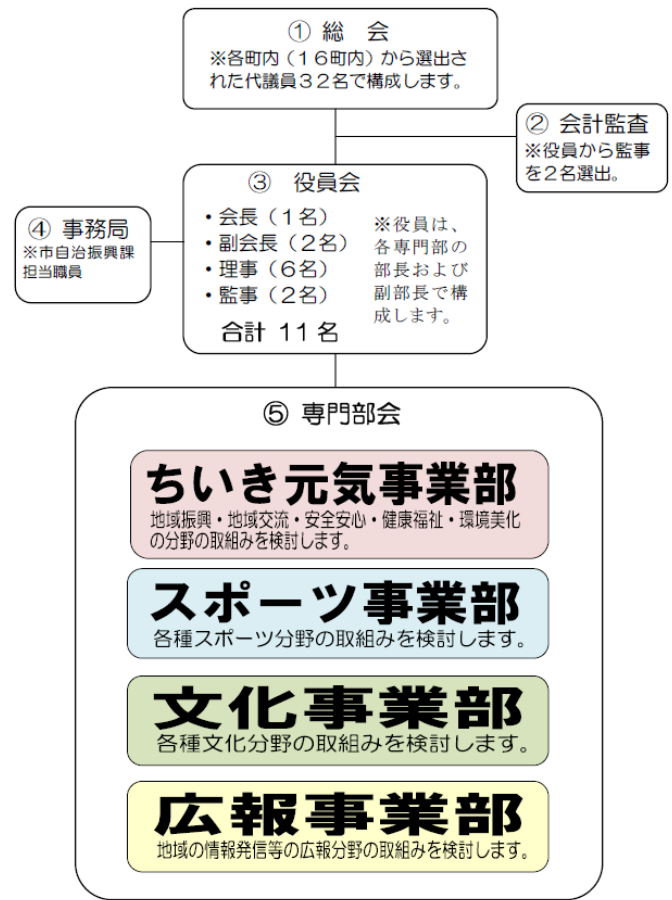 ① 総　会
※各町内（１６町内）から選出さ
れた代議員３２名で構成します。
② 会計監査
※役員から監事
を２名選出。
③　役員会
・会長（１名）
・副会長（２名）
・理事（６名）
・監事（２名）
合計 11 名
※役員は、
各専門部の
部長および
副部長で構
成します。
④ 事務局
※市自治振興課
担当職員
⑤ 専門部会
ちいき元気事業部
地域振興・地域交流・安全安心・健康福祉・環境美化
の分野の取組みを検討します。
スポーツ事業部
各種スポーツ分野の取組みを検討します。
文化事業部
各種文化分野の取組みを検討します。
広報事業部
地域の情報発信等の広報分野の取組みを検討します。